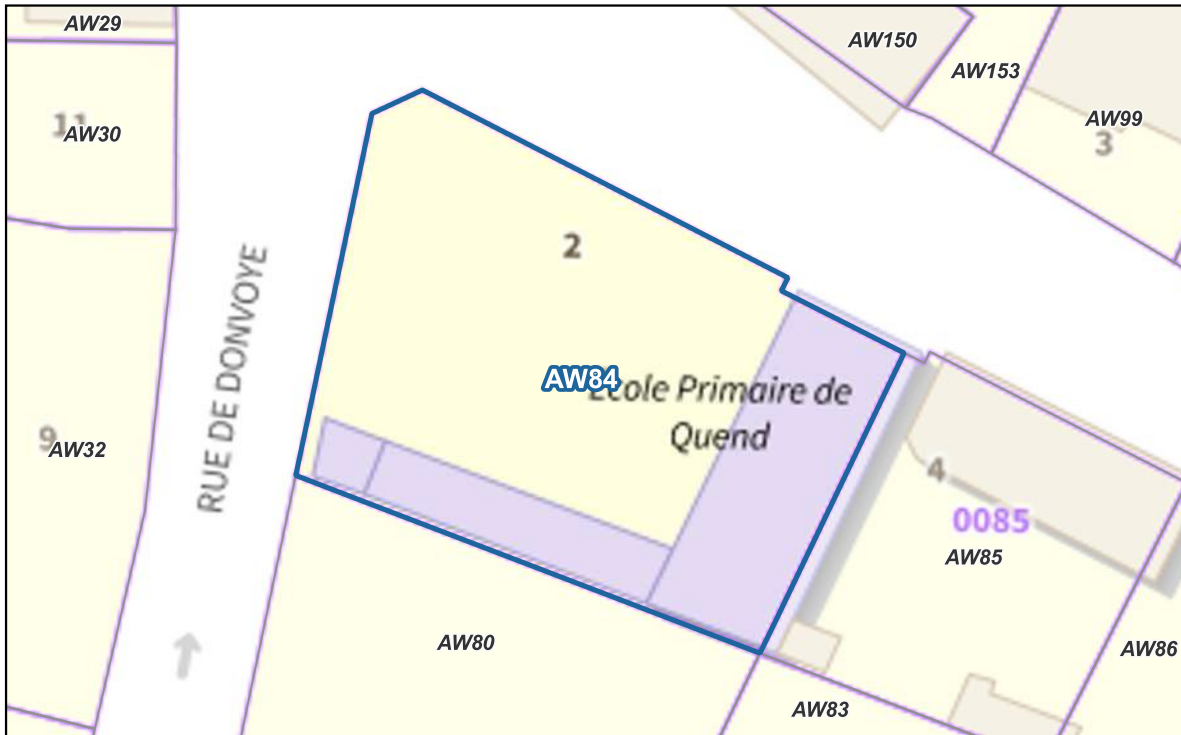 AW29
AW150
AW153
AW99
3
11
AW30
2
RUE DE DONVOYE
AW84
École Primaire de
Quend
9
AW32
4
0085
AW85
AW80
AW86
AW83